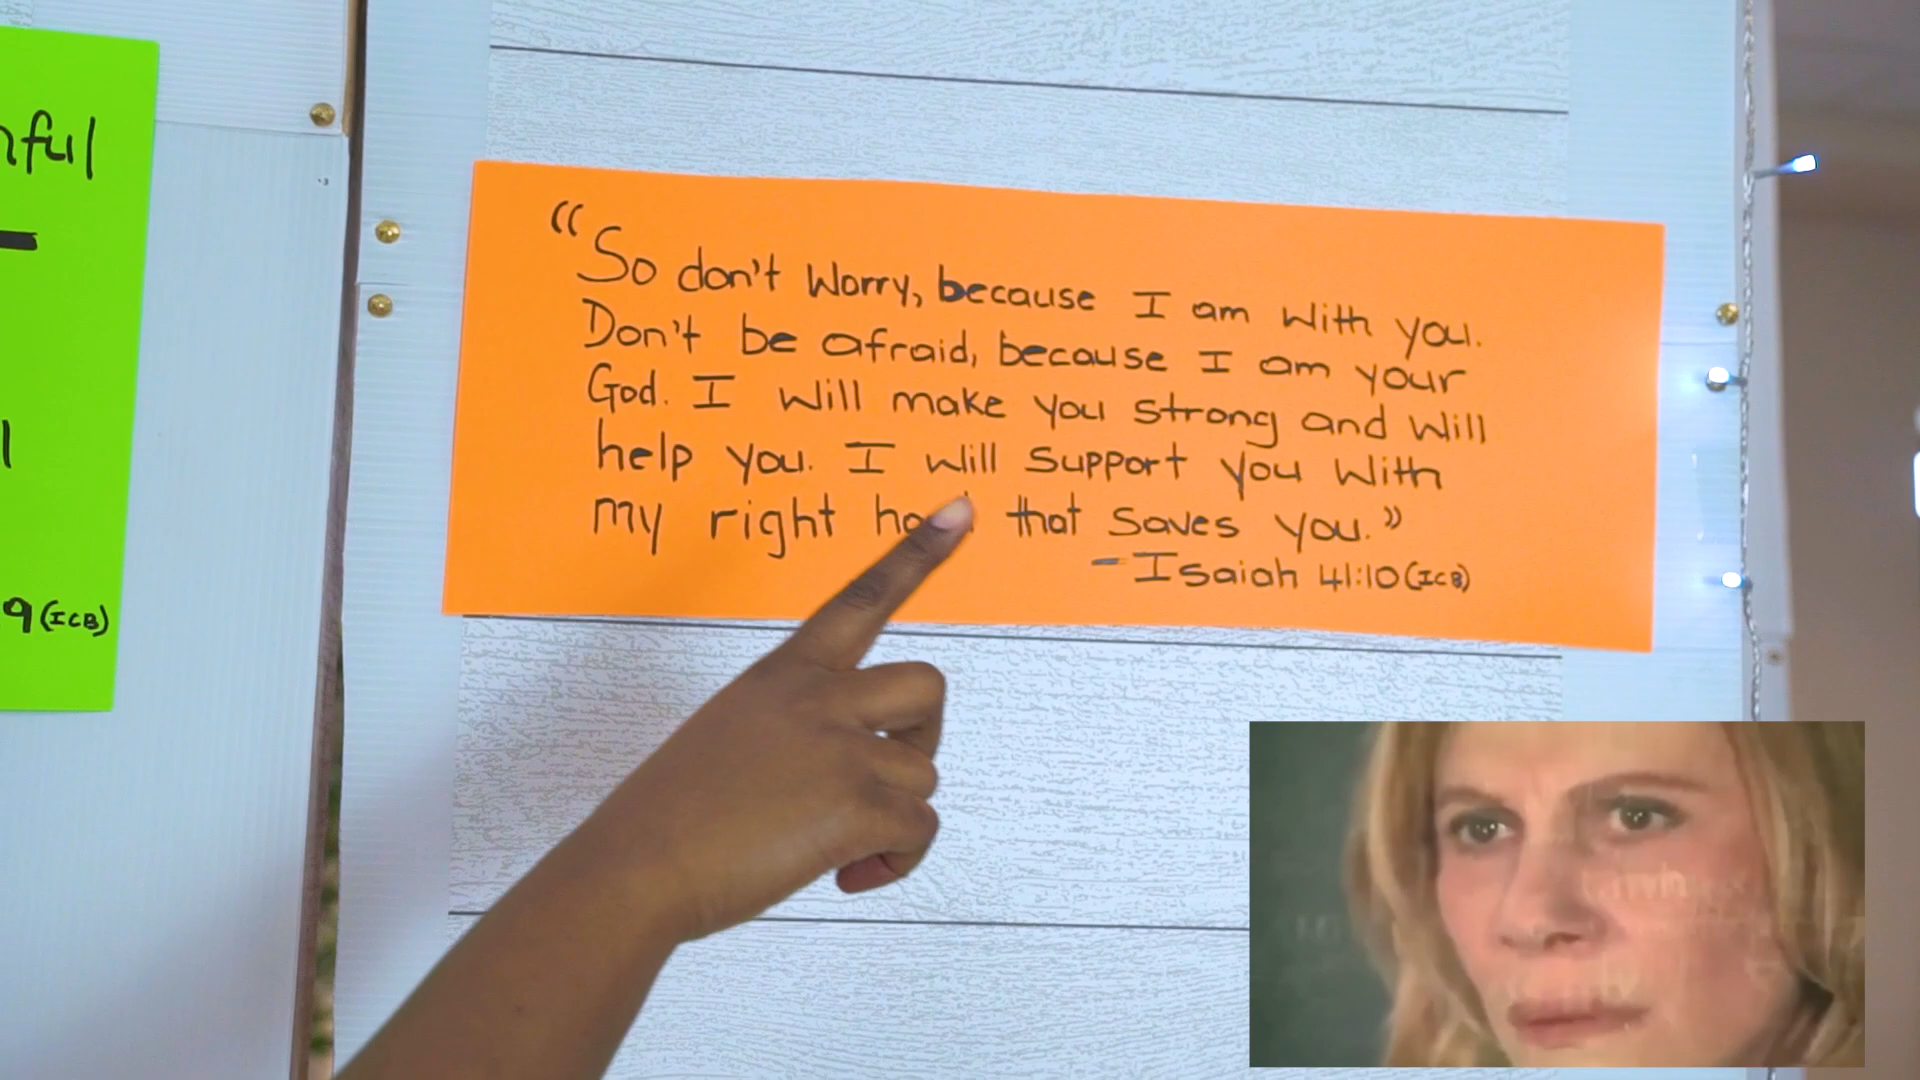 nful
l
9 (ICB)
"So don't worry, because I am with you.
Don't be afraid, because I am your
God. I will make you strong and will
help you. I will support you with
my right that saves you."
- Isaiah 41:10 (ICB)